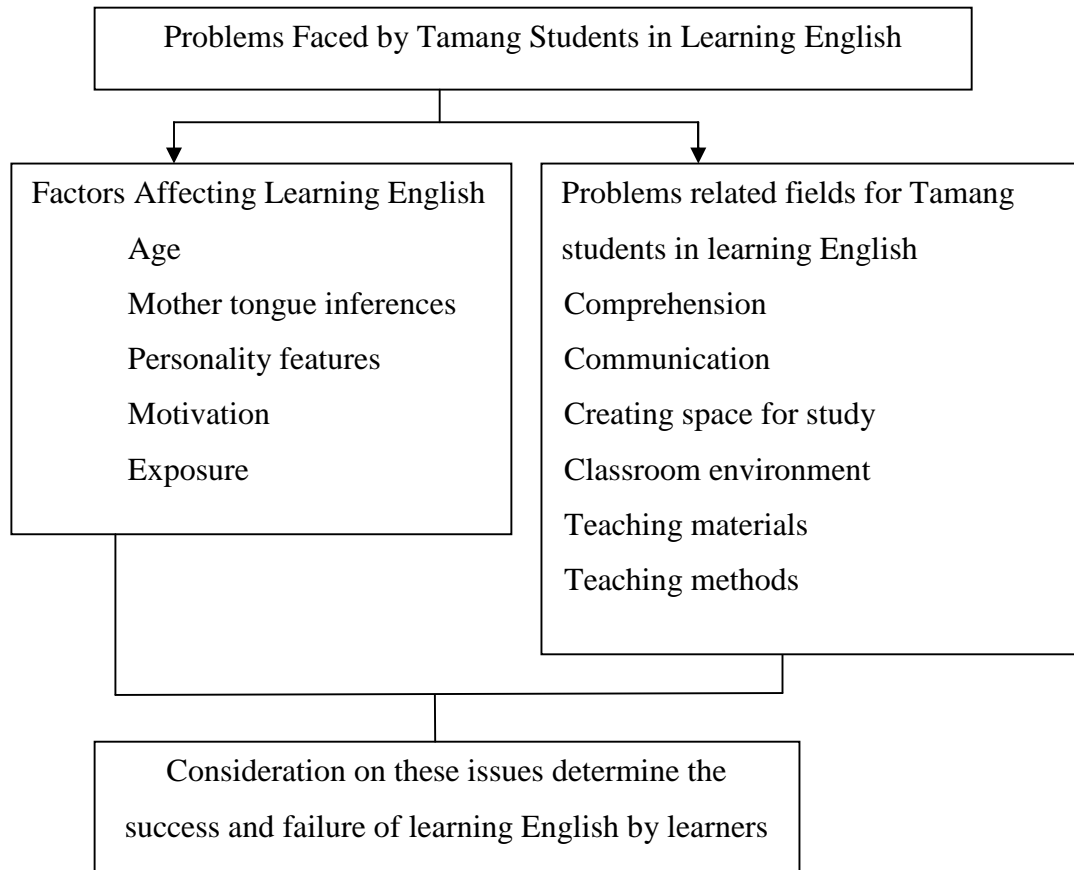 Problems Faced by Tamang Students in Learning English
Factors Affecting Learning English
Age
Mother tongue inferences
Personality features
Motivation
Exposure
Problems related fields for Tamang
students in learning English
Comprehension
Communication
Creating space for study
Classroom environment
Teaching materials
Teaching methods
Consideration on these issues determine the
success and failure of learning English by learners